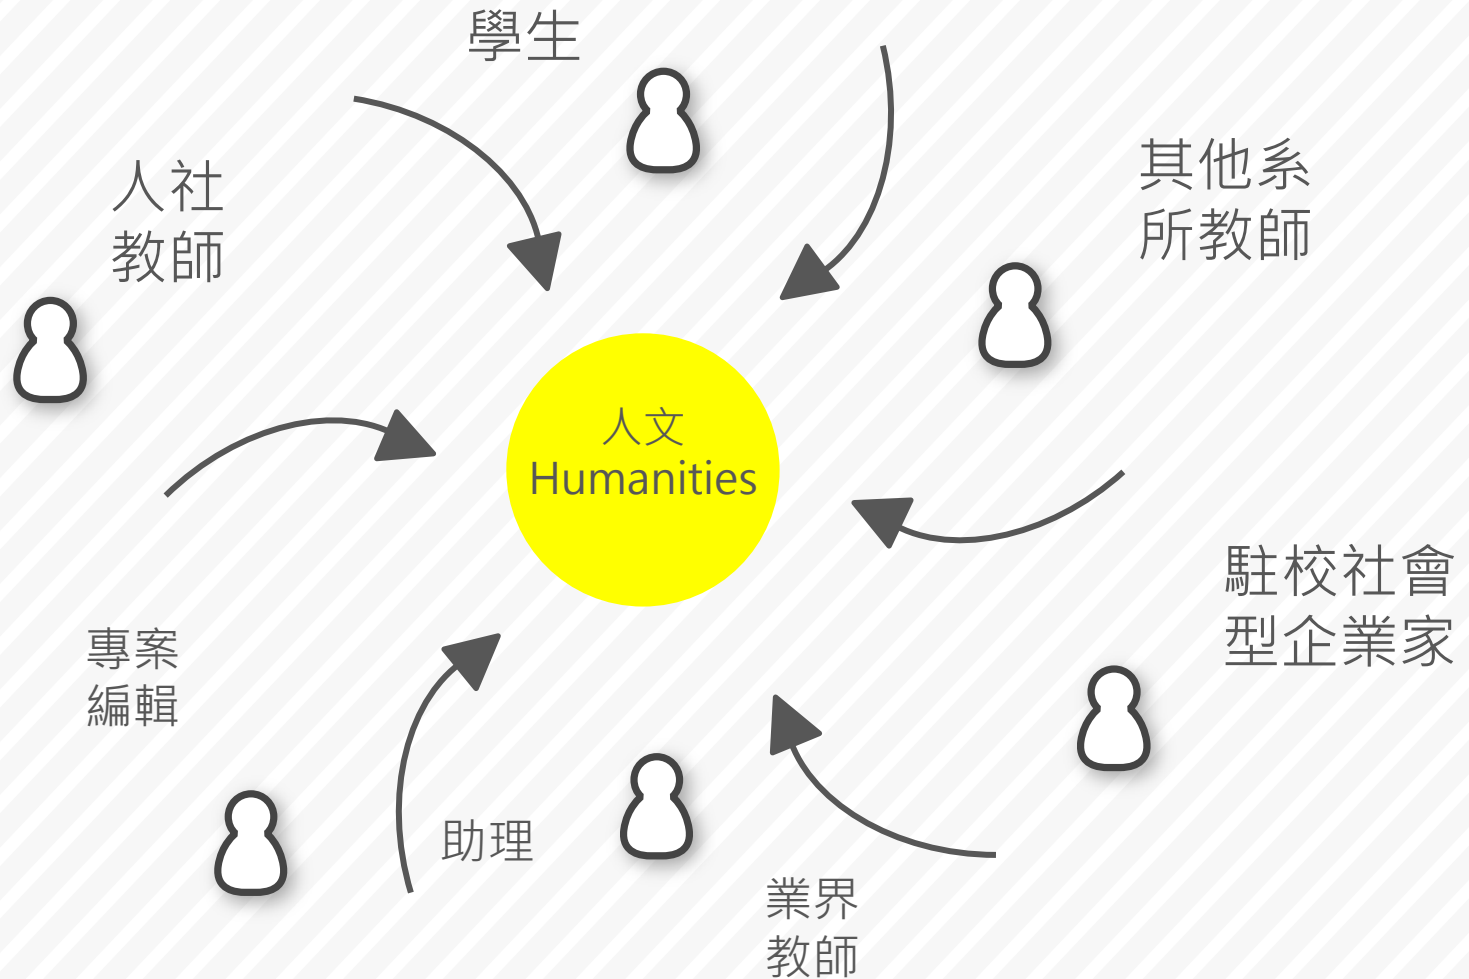 學生
人社
教師
其他系
所教師
人文
Humanities
駐校社會
型企業家
專案
編輯
助理
業界
教師